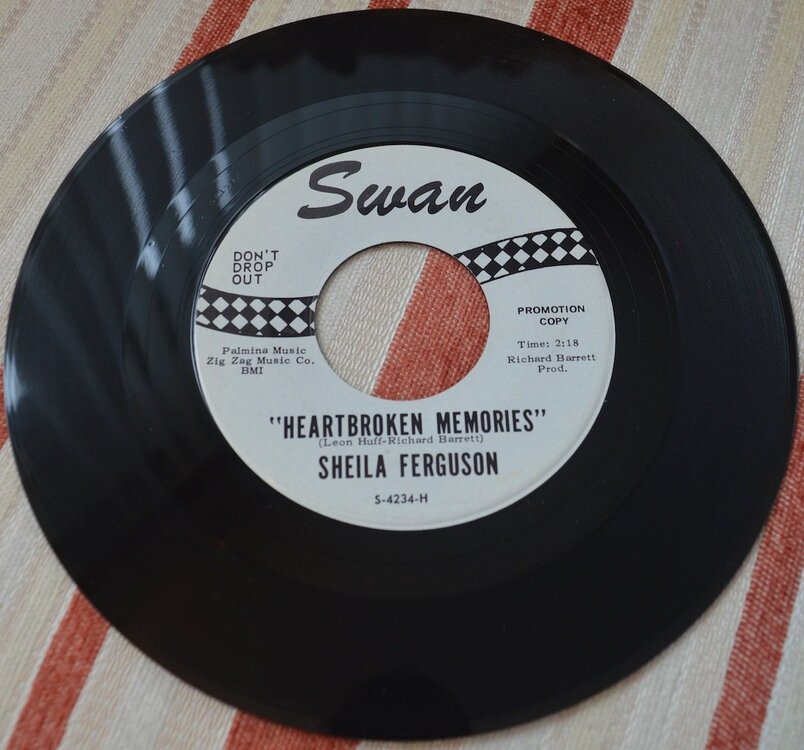 Swan
DON'T
DROP
OUT
PROMOTION
COPY
Palmina Music
Zig Zag Music Co.
BMI
Time: 2:18
Richard Barrett
Prod.
"HEARTBROKEN MEMORIES"
(Leon Huff-Richard Barrett)
SHEILA FERGUSON
S-4234-H